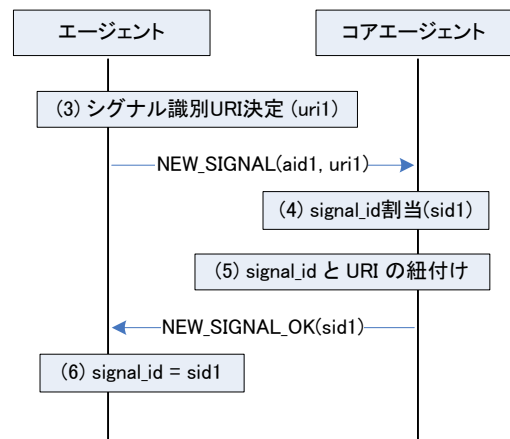 エージェント
コアエージェント
(3) シグナル識別URI決定 (uri1)
NEW_SIGNAL(aid1, uri1)
(4) signal_id割当(sid1)
(5) signal_id と URI の紐付け
NEW_SIGNAL_OK(sid1)
(6) signal_id = sid1